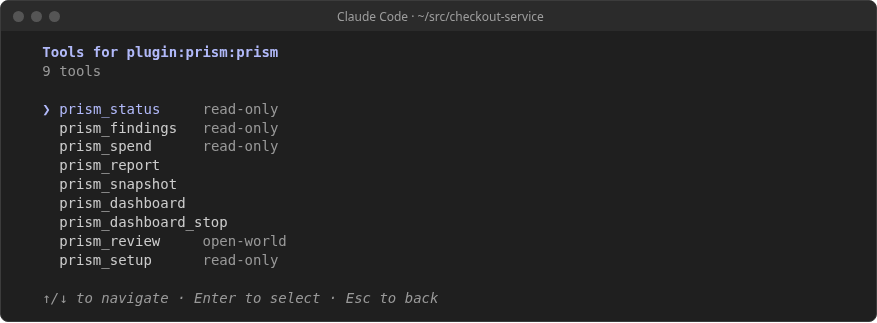 Claude Code · ~/src/checkout-service
Tools for plugin:prism:prism
9 tools
❯ prism_status read-only
prism_findings read-only
prism_spend read-only
prism_report
prism_snapshot
prism_dashboard
prism_dashboard_stop
prism_review open-world
prism_setup read-only
↑/↓ to navigate · Enter to select · Esc to back